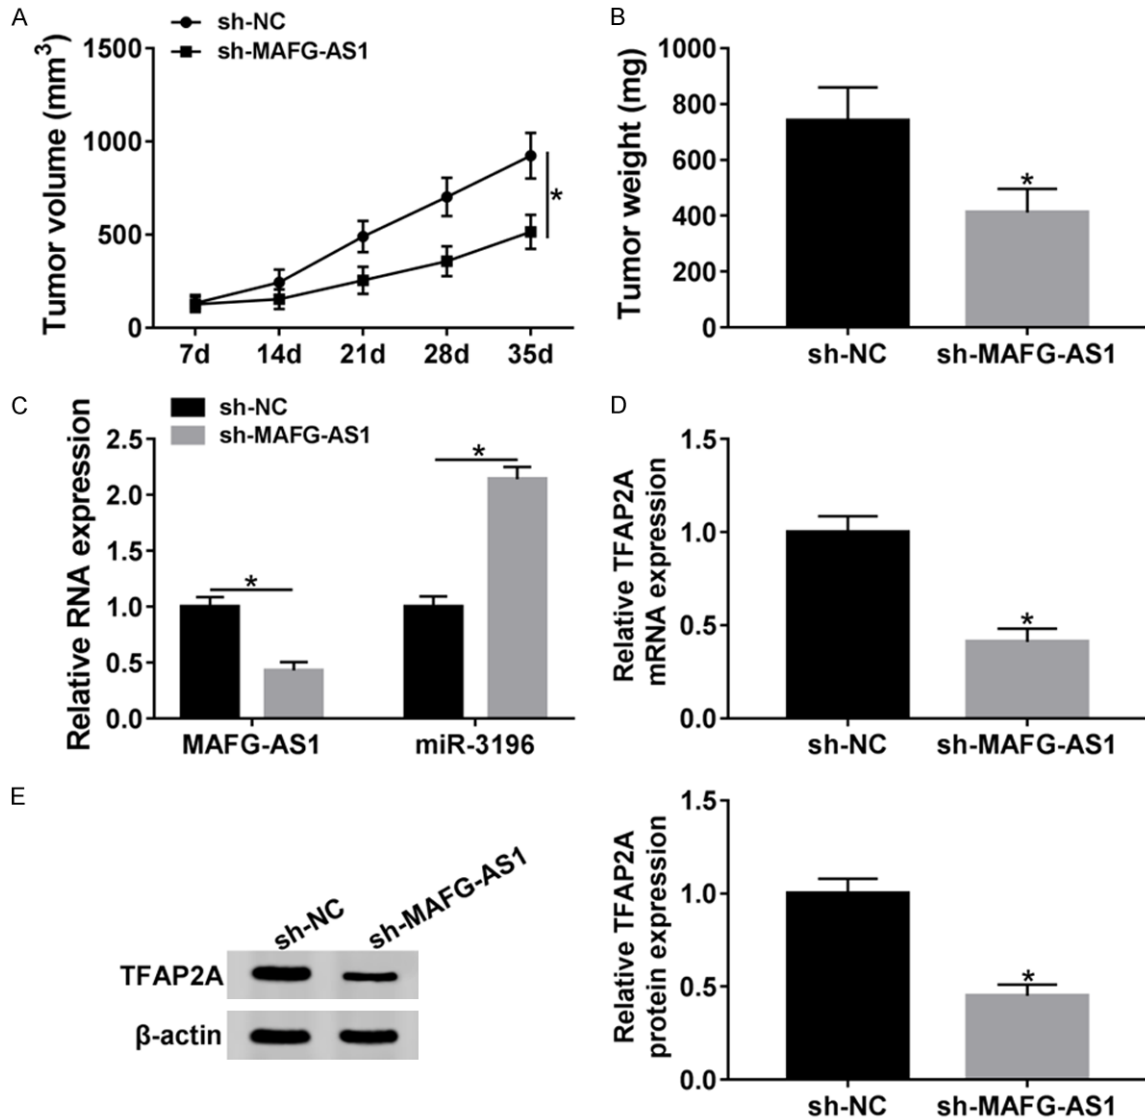 A
sh-NC
sh-MAFG-AS1
Tumor volume (mm³)
1500
1000
500
0
7d 14d 21d 28d 35d
*
B
Tumor weight (mg)
1000
800
600
400
200
0
*
sh-NC sh-MAFG-AS1
C
sh-NC
sh-MAFG-AS1
Relative RNA expression
2.5
2.0
1.5
1.0
0.5
0.0
*
*
MAFG-AS1 miR-3196
D
Relative TFAP2A
mRNA expression
1.5
1.0
0.5
0.0
*
sh-NC sh-MAFG-AS1
E
sh-NC sh-MAFG-AS1
TFAP2A
β-actin
Relative TFAP2A
protein expression
1.5
1.0
0.5
0.0
*
sh-NC sh-MAFG-AS1